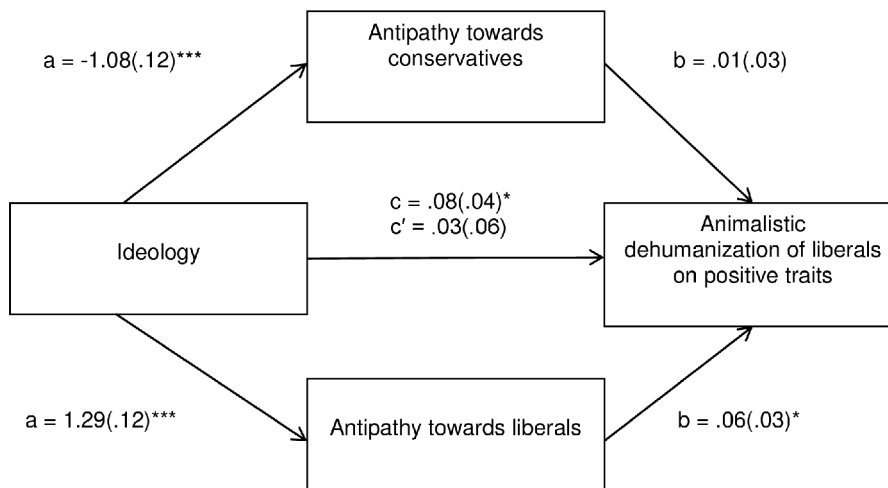 Antipathy towards
conservatives
a = -1.08(.12)***
b = .01(.03)
c = .08(.04)*
c′ = .03(.06)
Ideology
Animalistic
dehumanization of liberals
on positive traits
a = 1.29(.12)***
Antipathy towards liberals
b = .06(.03)*